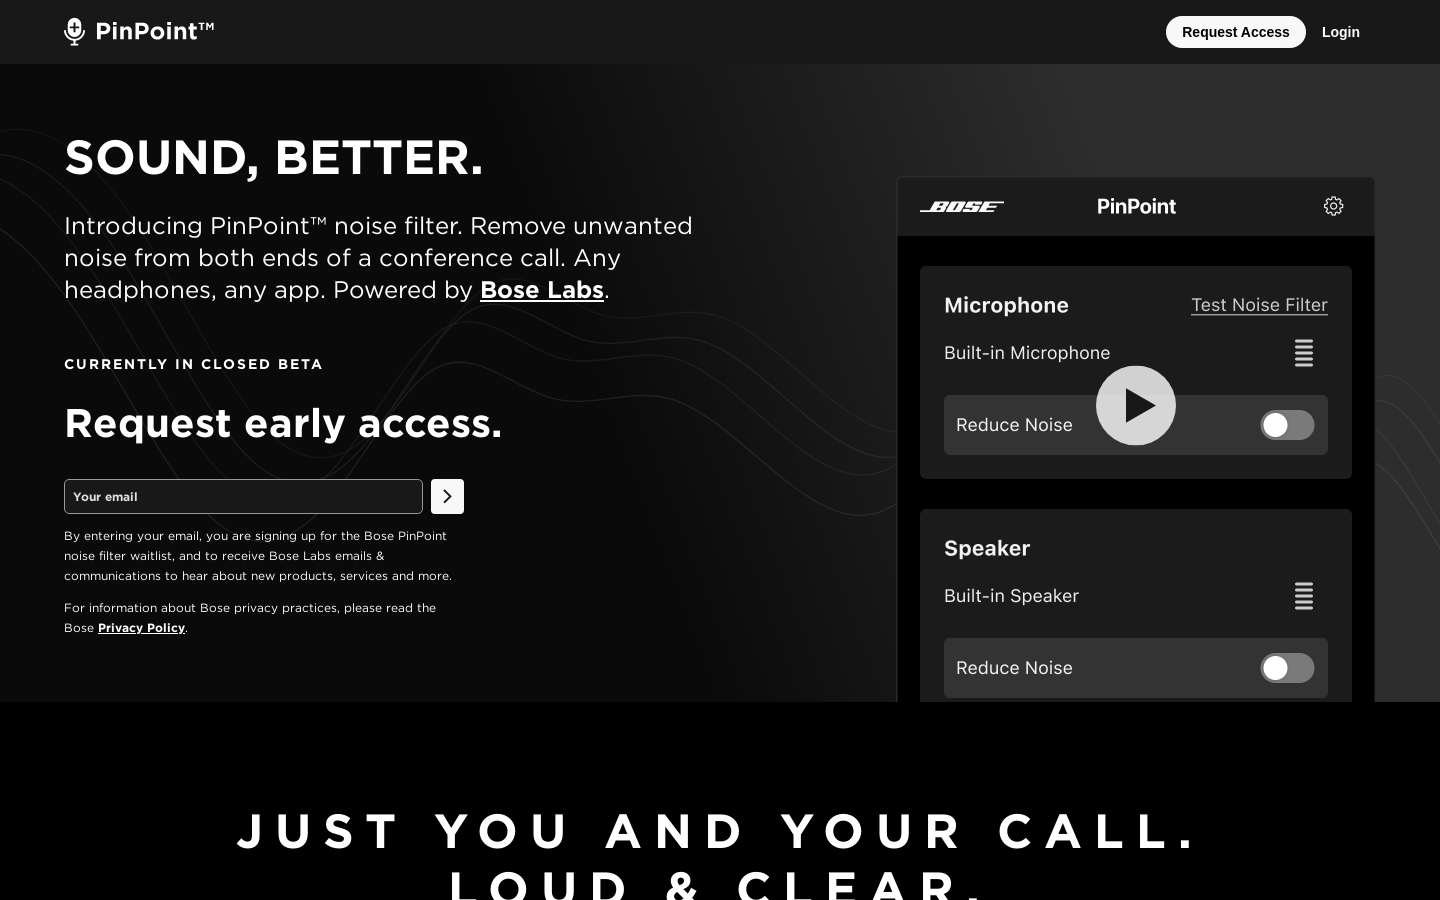 PinPoint™
Request Access
Login
SOUND, BETTER.
Introducing PinPoint™ noise filter. Remove unwanted
noise from both ends of a conference call. Any
headphones, any app. Powered by Bose Labs.
CURRENTLY IN CLOSED BETA
Request early access.
Your email
By entering your email, you are signing up for the Bose PinPoint
noise filter waitlist, and to receive Bose Labs emails &
communications to hear about new products, services and more.
For information about Bose privacy practices, please read the
Bose Privacy Policy.
BOSE
PinPoint
Microphone
Test Noise Filter
Built-in Microphone
Reduce Noise
Speaker
Built-in Speaker
Reduce Noise
JUST YOU AND YOUR CALL.
LOUD & CLEAR.